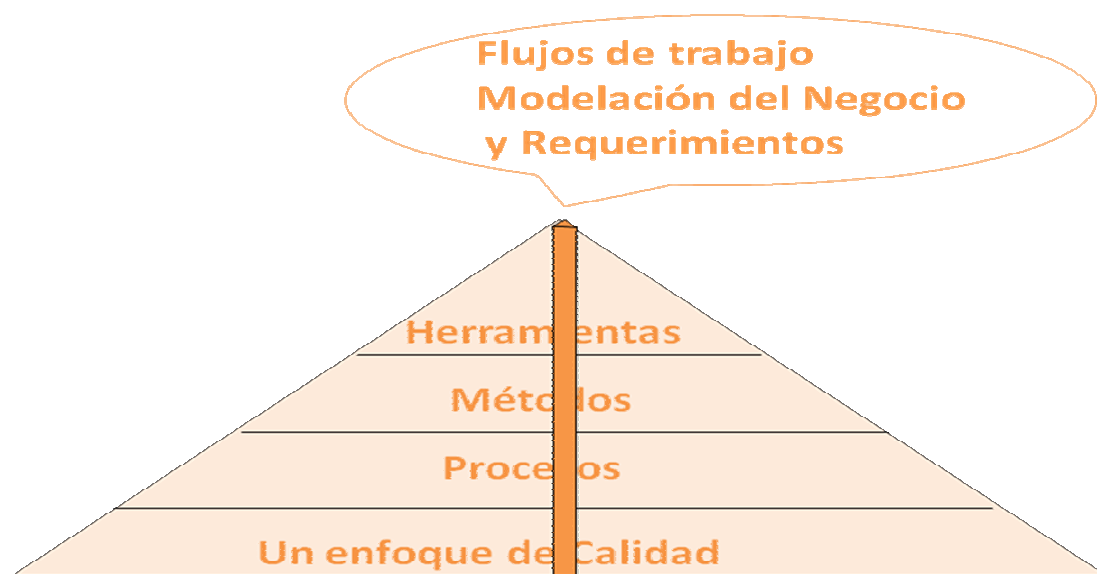 Flujos de trabajo
Modelación del Negocio
y Requerimientos
Herramientas
Métodos
Procesos
Un enfoque de Calidad